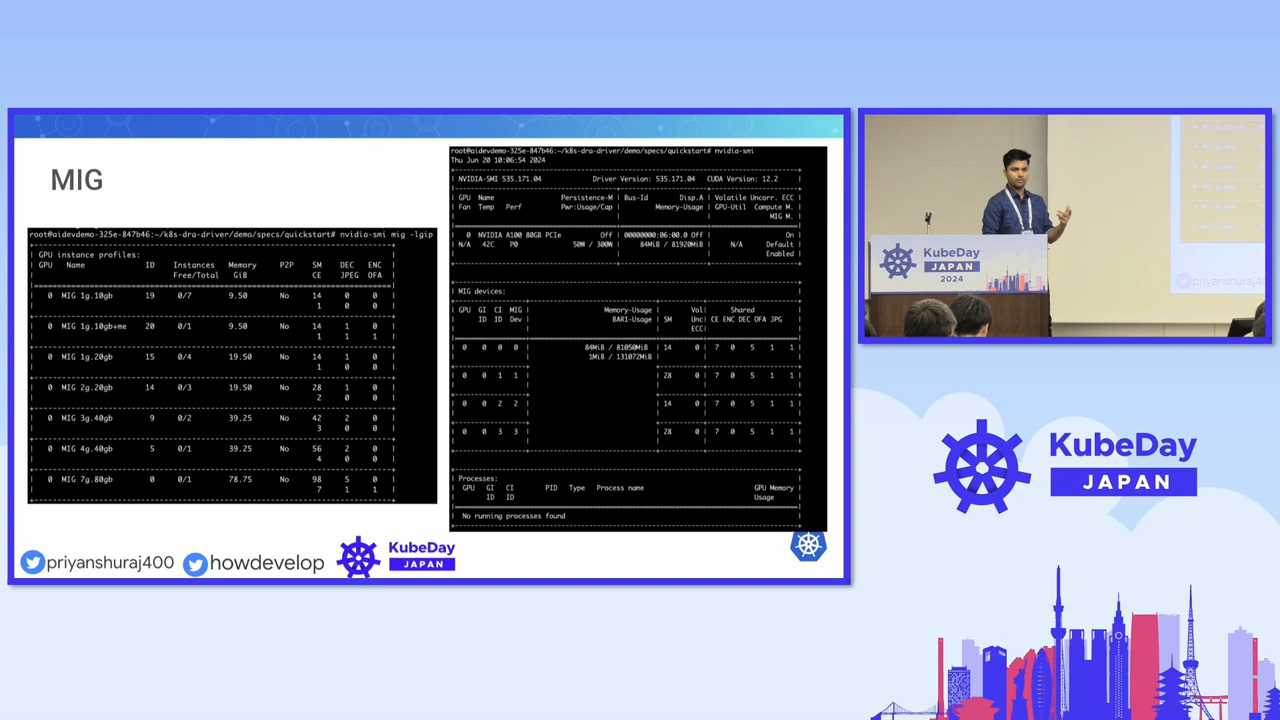 MIG
root@aidevdemo-325e-847b46:~/k8s-dra-driver/demo/specs/quickstart# nvidia-smi mig -lgip
GPU instance profiles:
GPU Name ID Instances Memory P2P SM DEC ENC
Free/Total GiB CE JPEG OFA
0 MIG 1g.10gb 19 0/7 9.50 No 14 0 0
1 0 0
0 MIG 1g.10gb+me 20 0/1 9.50 No 14 1 0
1 1 1
0 MIG 1g.20gb 15 0/4 19.50 No 14 1 0
1 0 0
0 MIG 2g.20gb 14 0/3 19.50 No 28 1 0
2 0 0
0 MIG 3g.40gb 9 0/2 39.25 No 42 2 0
3 0 0
0 MIG 4g.40gb 5 0/1 39.25 No 56 2 0
4 0 0
0 MIG 7g.80gb 0 0/1 78.75 No 98 5 0
7 1 1
root@aidevdemo-325e-847b46:~/k8s-dra-driver/demo/specs/quickstart# nvidia-smi
Thu Jun 20 10:06:54 2024
NVIDIA-SMI 535.171.04 Driver Version: 535.171.04 CUDA Version: 12.2
GPU Name Persistence-M Bus-Id Disp.A Volatile Uncorr. ECC
Fan Temp Perf Pwr:Usage/Cap Memory-Usage GPU-Util Compute M.
MIG M.
0 NVIDIA A100 80GB PCIe Off 00000000:06:00.0 Off On
N/A 42C P0 50W / 300W 84MiB / 81920MiB N/A Default
Enabled
MIG devices:
GPU GI CI MIG Memory-Usage Vol Shared
ID ID Dev BAR1-Usage SM Unc CE ENC DEC OFA JPG
ECC
0 0 0 0 84MiB / 81050MiB 14 0 7 0 5 1 1
1MiB / 131072MiB
0 0 1 1 28 0 7 0 5 1 1
0 0 2 2 14 0 7 0 5 1 1
0 0 3 3 28 0 7 0 5 1 1
Processes:
GPU GI CI PID Type Process name GPU Memory
ID ID Usage
No running processes found
priyanshuraj400
howdevelop
KubeDay
JAPAN
KubeDay
JAPAN
2024
priyanshuraj40
KubeDay
JAPAN